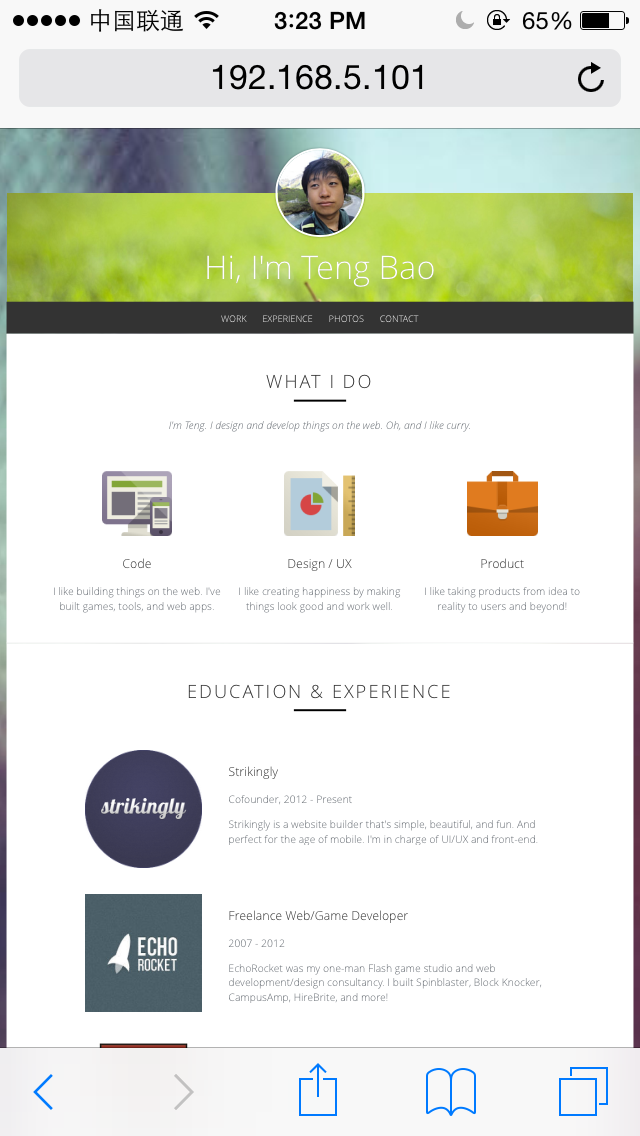 中国联通 3:23 PM 65%
192.168.5.101
Hi, I'm Teng Bao
WORK EXPERIENCE PHOTOS CONTACT
WHAT I DO
I'm Teng. I design and develop things on the web. Oh, and I like curry.
Code
I like building things on the web. I've
built games, tools, and web apps.
Design / UX
I like creating happiness by making
things look good and work well.
Product
I like taking products from idea to
reality to users and beyond!
EDUCATION & EXPERIENCE
strikingly
Strikingly
Cofounder, 2012 - Present
Strikingly is a website builder that's simple, beautiful, and fun. And
perfect for the age of mobile. I'm in charge of UI/UX and front-end.
ECHO
ROCKET
Freelance Web/Game Developer
2007 - 2012
EchoRocket was my one-man Flash game studio and web
development/design consultancy. I built Spinblaster, Block Knocker,
CampusAmp, HireBrite, and more!